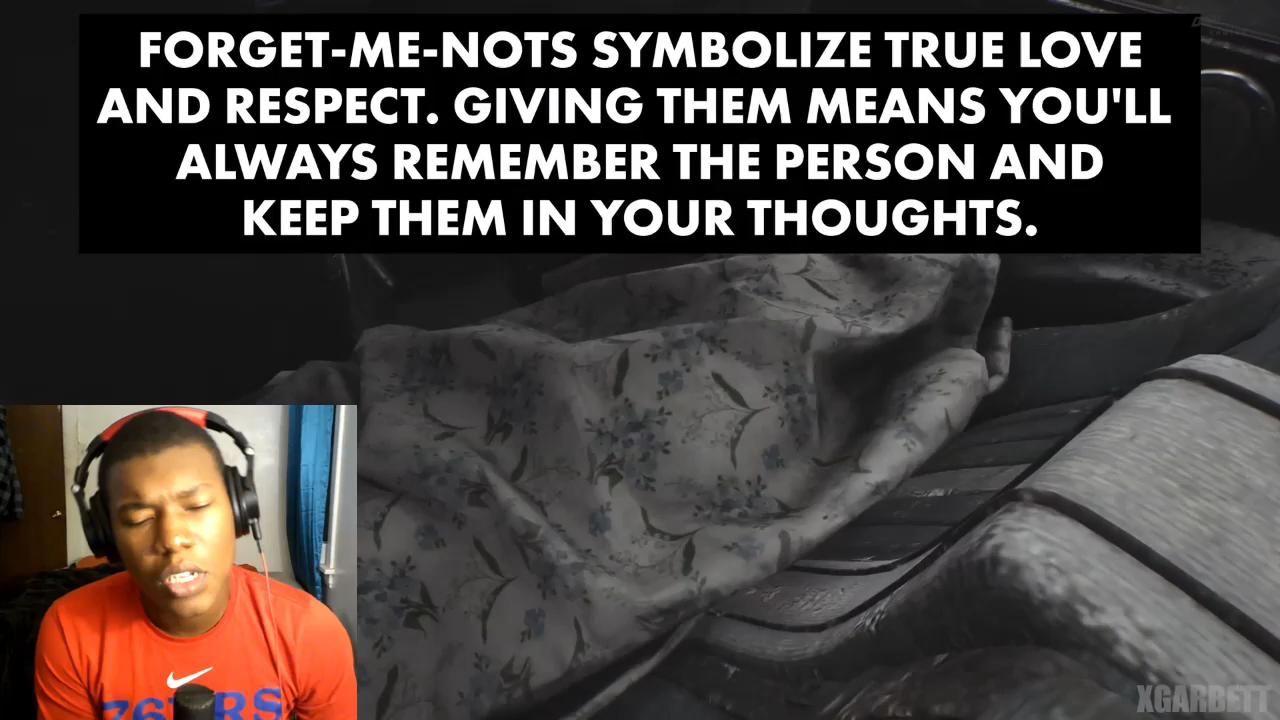 FORGET-ME-NOTS SYMBOLIZE TRUE LOVE
AND RESPECT. GIVING THEM MEANS YOU'LL
ALWAYS REMEMBER THE PERSON AND
KEEP THEM IN YOUR THOUGHTS.
76ERS
XGARBETT